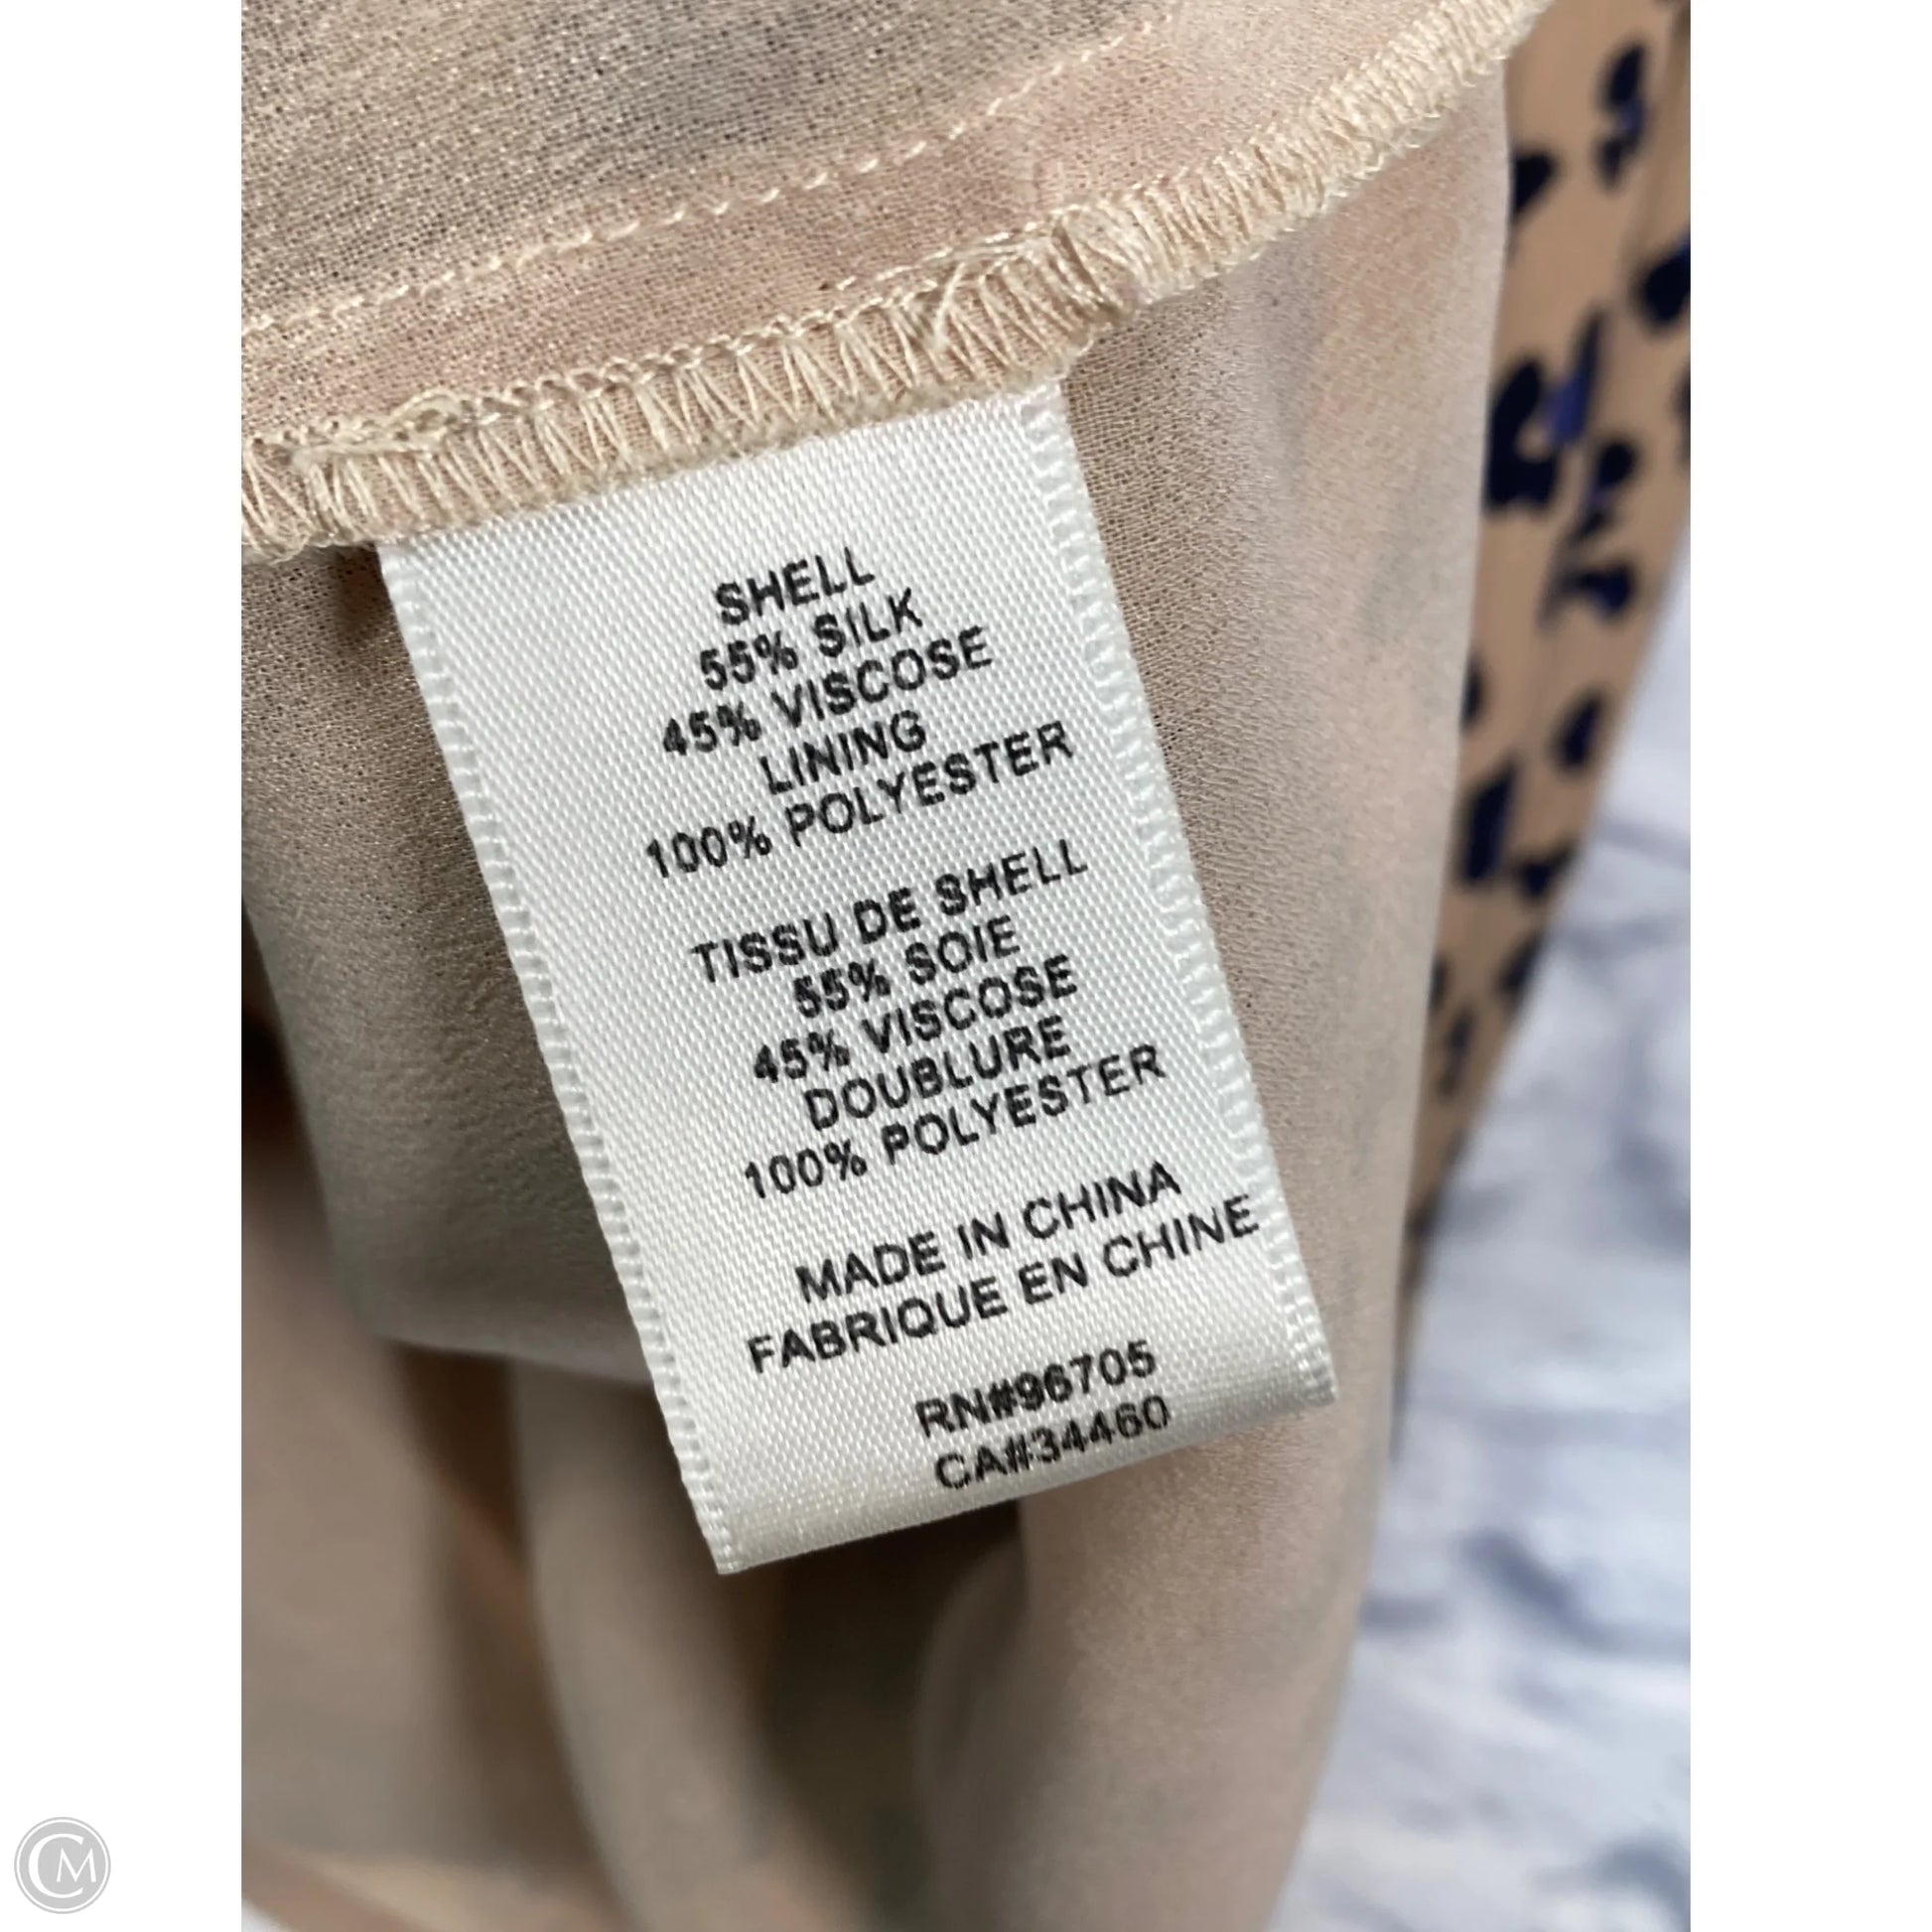 SHELL
55% SILK
45% VISCOSE
LINING
100% POLYESTER
TISSU DE SHELL
55% SOIE
45% VISCOSE
DOUBLURE
100% POLYESTER
MADE IN CHINA
FABRIQUE EN CHINE
RN#96705
CA#34460
CM